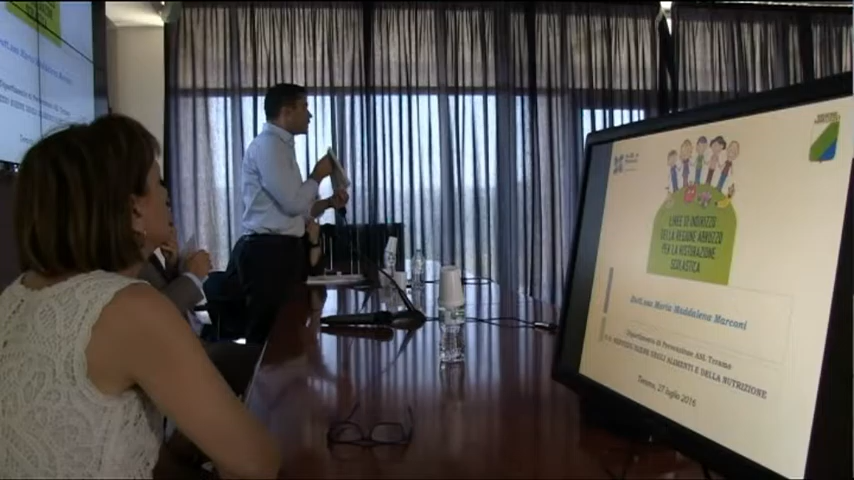 LINEE DI INDIRIZZO
DELLA REGIONE ABRUZZO
PER LA RISTORAZIONE
SCOLASTICA
Dott.ssa Maria Maddalena Marconi
Dipartimento di Prevenzione ASL Teramo
SERVIZIO IGIENE DEGLI ALIMENTI E DELLA NUTRIZIONE
Teramo, 27 luglio 2016